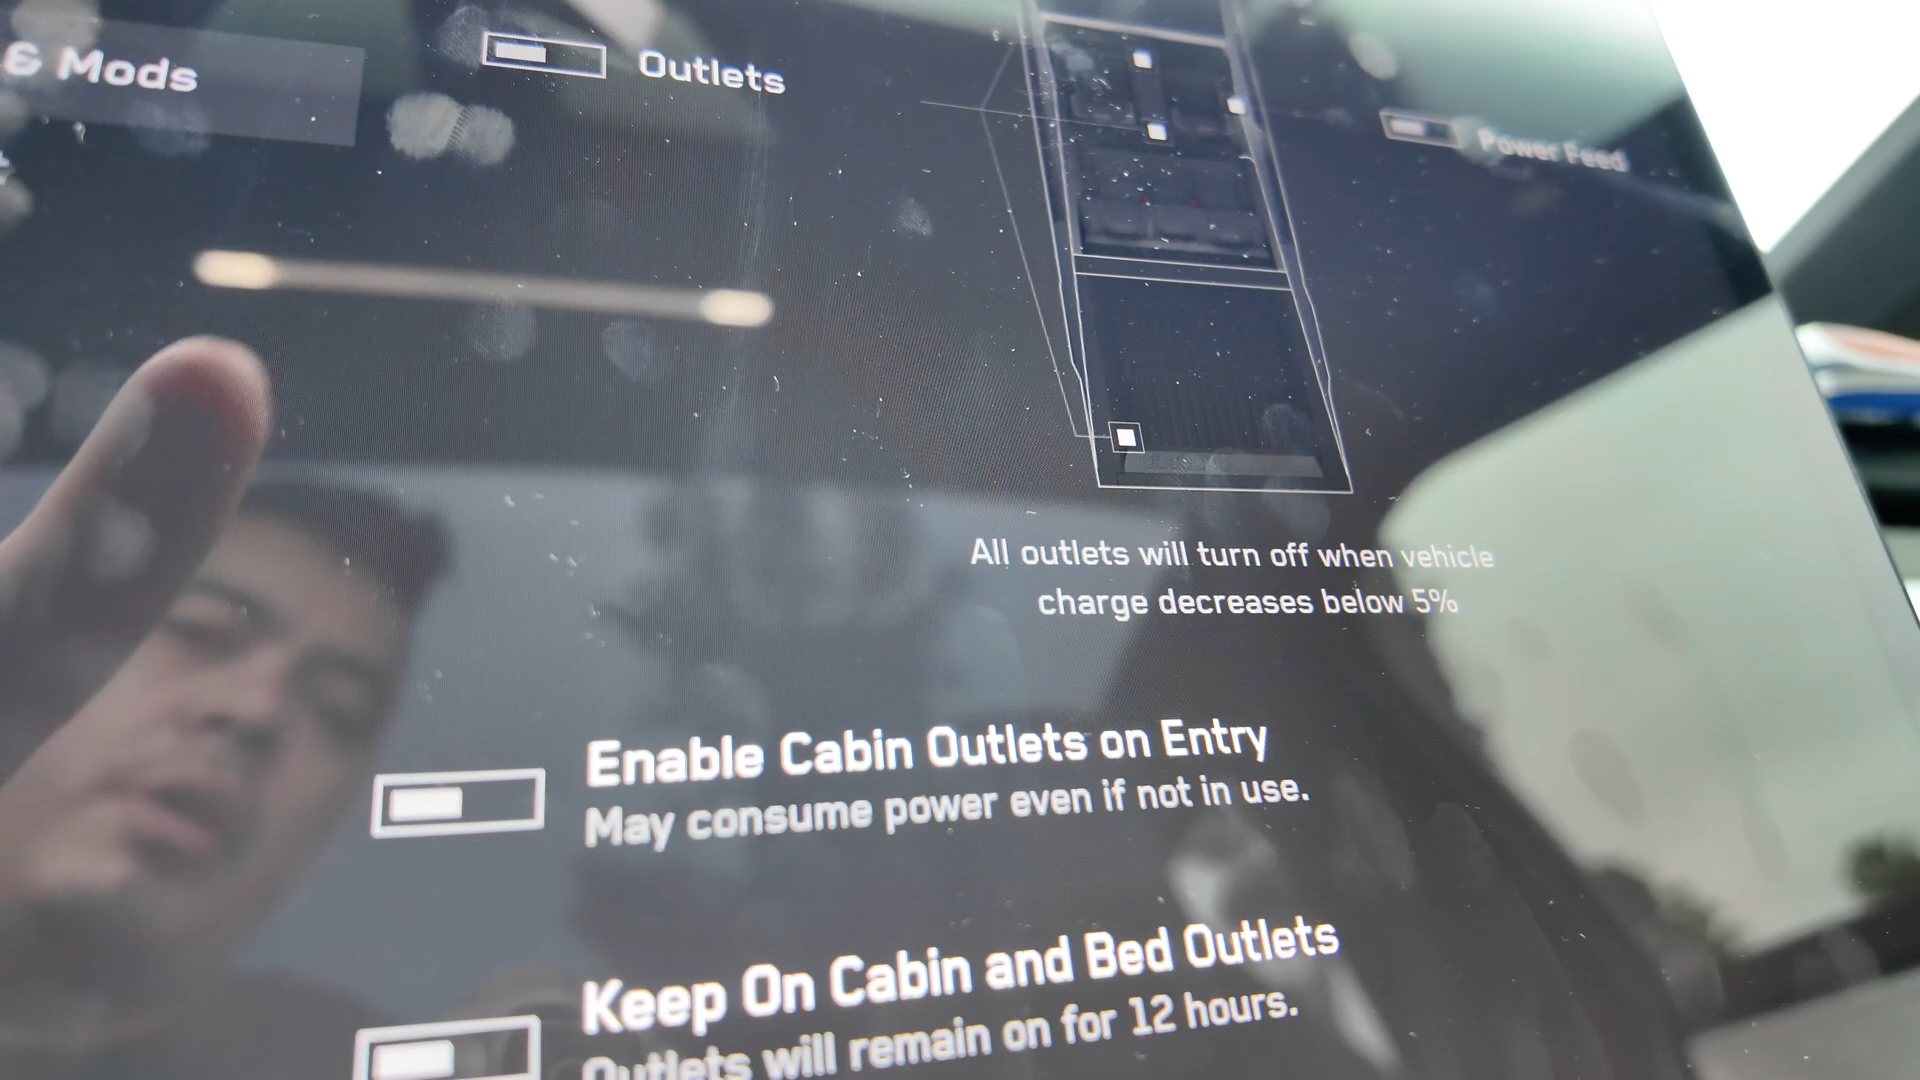 & Mods
Outlets
Power Feed
All outlets will turn off when vehicle
charge decreases below 5%
Enable Cabin Outlets on Entry
May consume power even if not in use.
Keep On Cabin and Bed Outlets
Outlets will remain on for 12 hours.